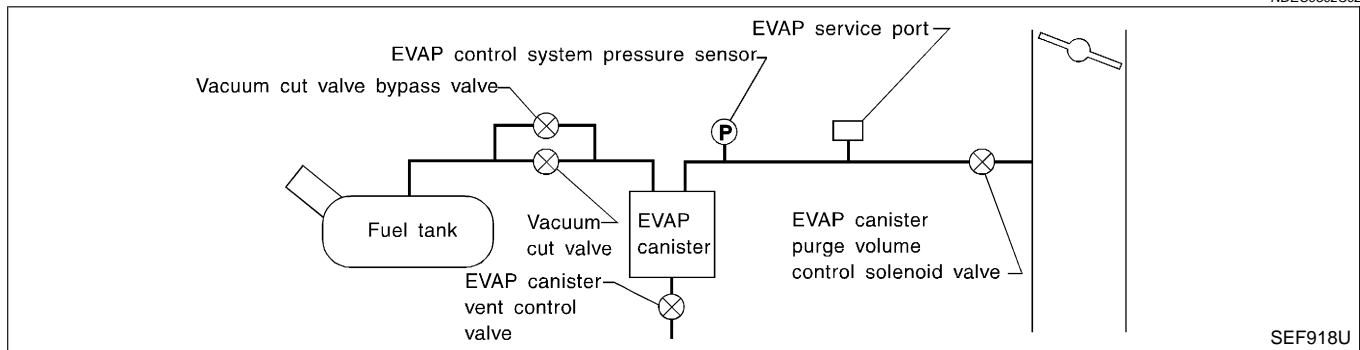 EVAP service port
EVAP control system pressure sensor
Vacuum cut valve bypass valve
P
Fuel tank
Vacuum
cut valve
EVAP
canister
EVAP canister
purge volume
control solenoid valve
EVAP canister
vent control
valve
SEF918U